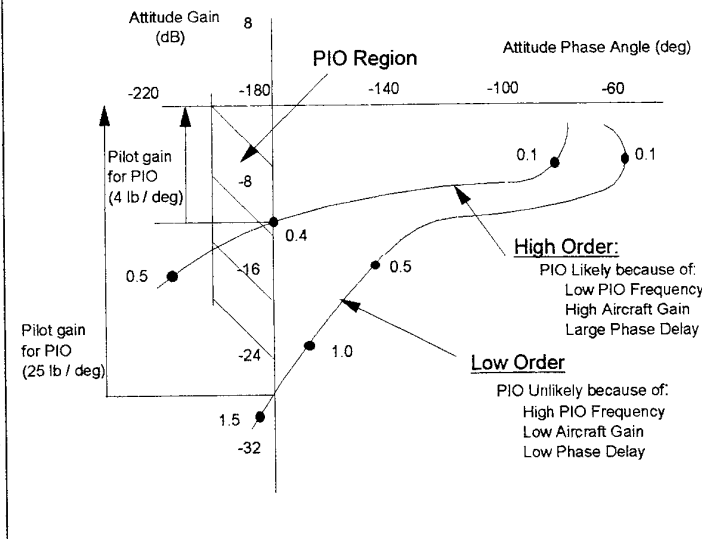 Attitude Gain
(dB)
8
PIO Region
Attitude Phase Angle (deg)
-220
-180
-140
-100
-60
Pilot gain
for PIO
(4 lb / deg)
-8
0.1
0.1
0.4
0.5
-16
0.5
High Order:
PIO Likely because of:
Low PIO Frequency
High Aircraft Gain
Large Phase Delay
Pilot gain
for PIO
(25 lb / deg)
-24
1.0
Low Order
PIO Unlikely because of:
High PIO Frequency
Low Aircraft Gain
Low Phase Delay
1.5
-32